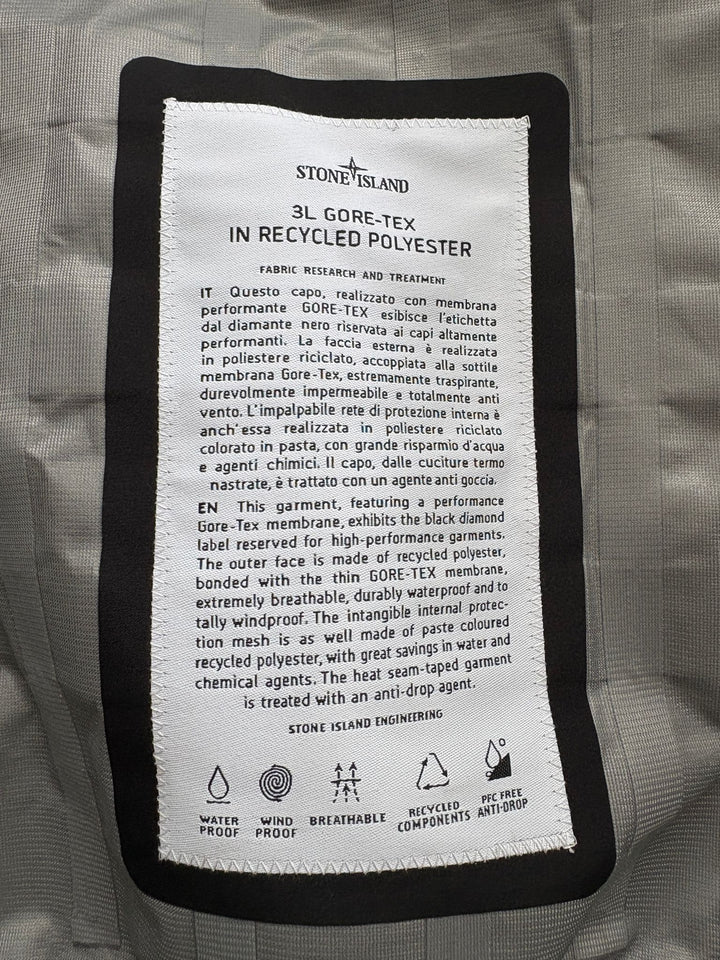 STONE ISLAND
3L GORE-TEX
IN RECYCLED POLYESTER
FABRIC RESEARCH AND TREATMENT
IT Questo capo, realizzato con membrana
performante GORE-TEX esibisce l'etichetta
dal diamante nero riservata ai capi altamente
performanti. La faccia esterna è realizzata
in poliestere riciclato, accoppiata alla sottile
membrana Gore-Tex, estremamente traspirante,
durevolmente impermeabile e totalmente anti
vento. L'impalpabile rete di protezione interna è
anch'essa realizzata in poliestere riciclato
colorato in pasta, con grande risparmio d'acqua
e agenti chimici. Il capo, dalle cuciture termo
nastrate, è trattato con un agente anti goccia.
EN This garment, featuring a performance
Gore-Tex membrane, exhibits the black diamond
label reserved for high-performance garments.
The outer face is made of recycled polyester,
bonded with the thin GORE-TEX membrane,
extremely breathable, durably waterproof and to
tally windproof. The intangible internal protec-
tion mesh is as well made of paste coloured
recycled polyester, with great savings in water and
chemical agents. The heat seam-taped garment
is treated with an anti-drop agent.
STONE ISLAND ENGINEERING
WATER PROOF
WIND PROOF
BREATHABLE
RECYCLED COMPONENTS
PFC FREE ANTI-DROP